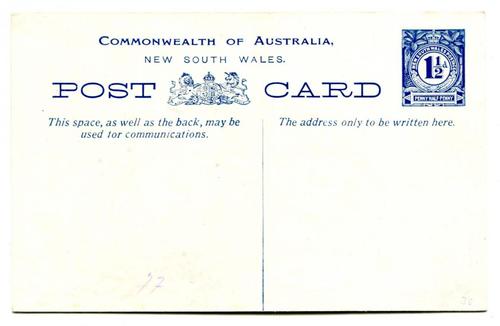 COMMONWEALTH OF AUSTRALIA,
NEW SOUTH WALES.
POST CARD
1½
PENNY HALF PENNY
This space, as well as the back, may be
used for communications.
The address only to be written here.
77